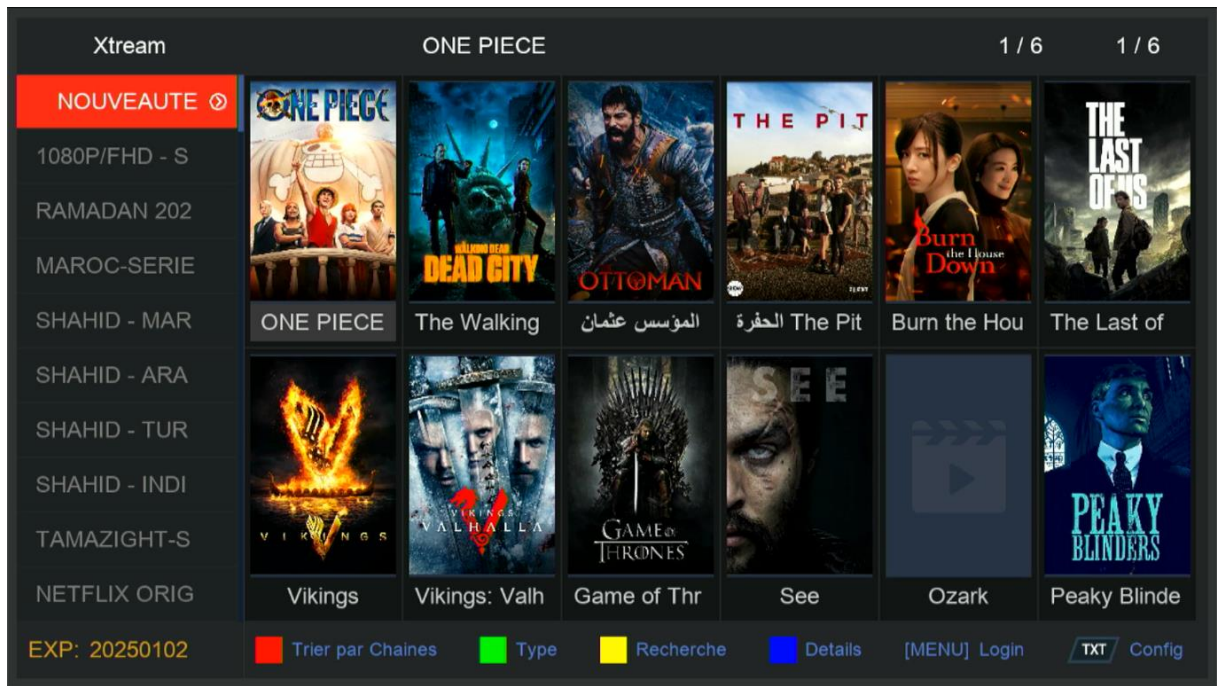 Xtream
ONE PIECE
1 / 6
1 / 6
NOUVEAUTE
1080P/FHD - S
RAMADAN 202
MAROC-SERIE
SHAHID - MAR
SHAHID - ARA
SHAHID - TUR
SHAHID - INDI
TAMAZIGHT-S
NETFLIX ORIG
EXP: 20250102
ONE PIECE
THE WALKING DEAD
DEAD CITY
OTTOMAN
THE PIT
Burn
the House
Down
THE
LAST
OF US
ONE PIECE
The Walking
المؤسس عثمان
The Pit الحفرة
Burn the Hou
The Last of
VIKINGS
VIKINGS
VALHALLA
GAME OF
THRONES
SEE
PEAKY
BLINDERS
Vikings
Vikings: Valh
Game of Thr
See
Ozark
Peaky Blinde
Trier par Chaines
Type
Recherche
Details
[MENU] Login
TXT Config